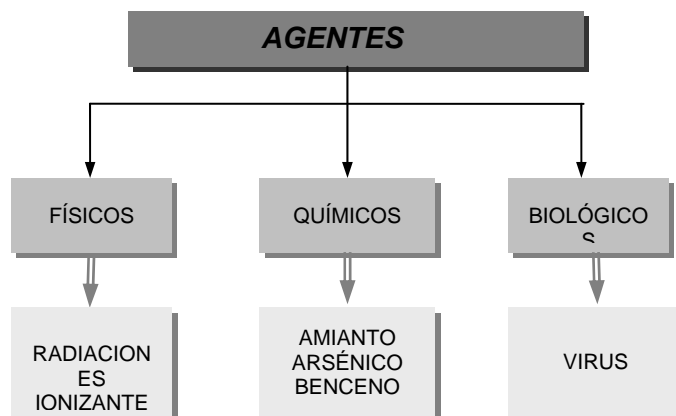 AGENTES
FÍSICOS
QUÍMICOS
BIOLÓGICO
S
RADIACION
ES
IONIZANTE
AMIANTO
ARSÉNICO
BENCENO
VIRUS